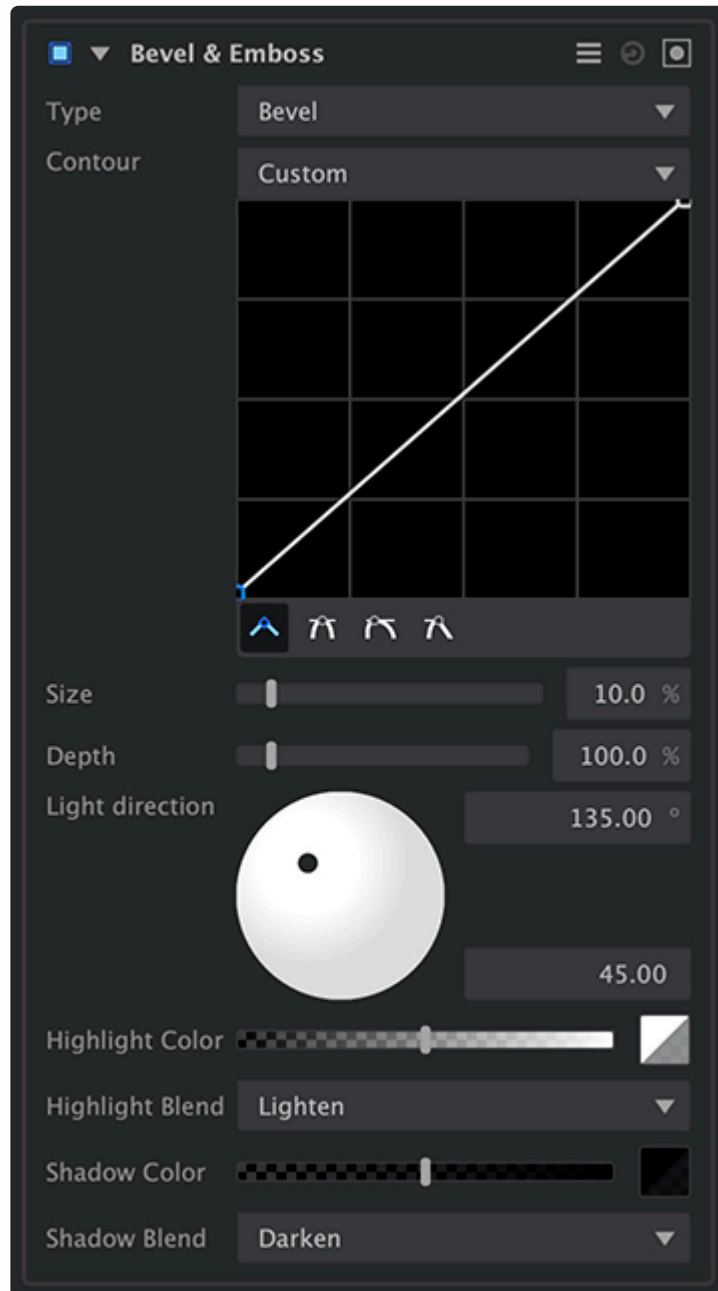 Bevel & Emboss
Type Bevel
Contour Custom
Size 10.0 %
Depth 100.0 %
Light direction 135.00 °
45.00
Highlight Color
Highlight Blend Lighten
Shadow Color
Shadow Blend Darken